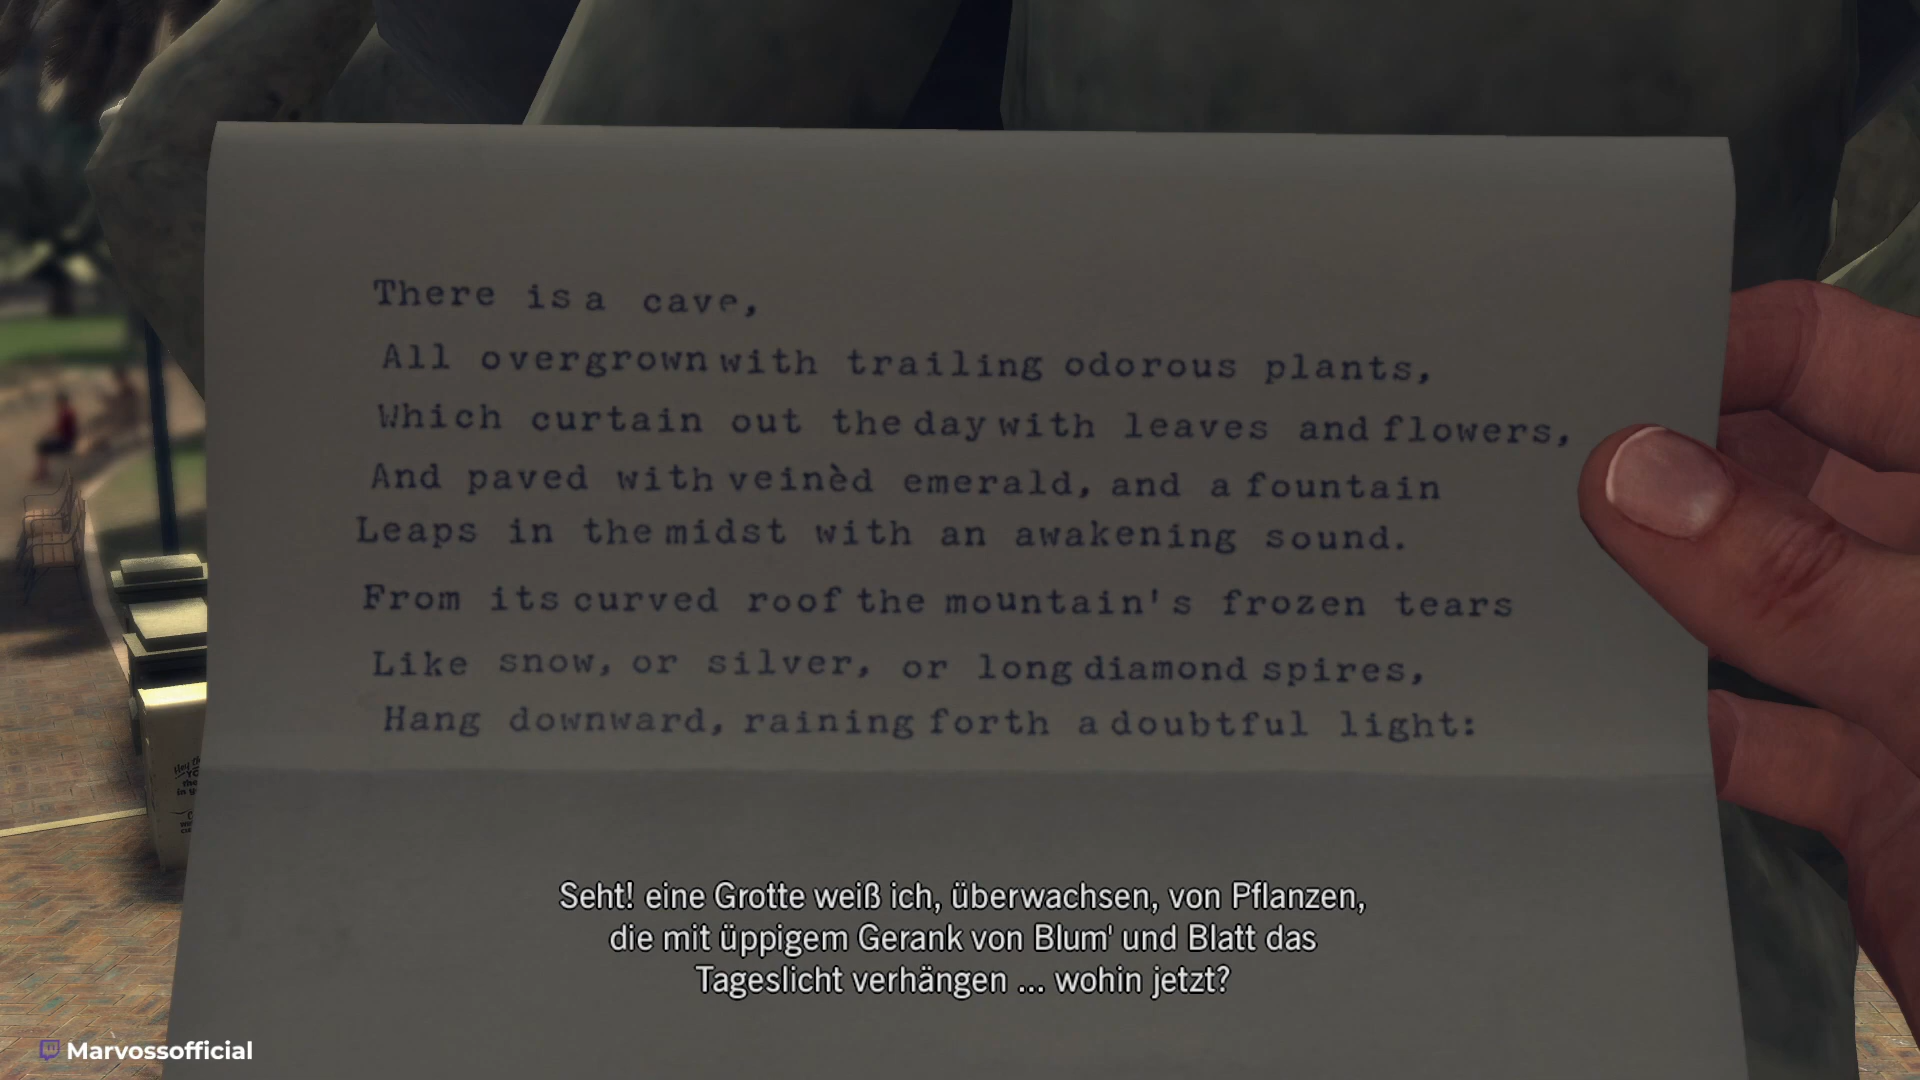 There is a cave,
All overgrown with trailing odorous plants,
Which curtain out the day with leaves and flowers,
And paved with veinèd emerald, and a fountain
Leaps in the midst with an awakening sound.
From its curved roof the mountain's frozen tears
Like snow, or silver, or long diamond spires,
Hang downward, raining forth a doubtful light:
Seht! eine Grotte weiß ich, überwachsen, von Pflanzen,
die mit üppigem Gerank von Blum' und Blatt das
Tageslicht verhängen ... wohin jetzt?
Marvossofficial